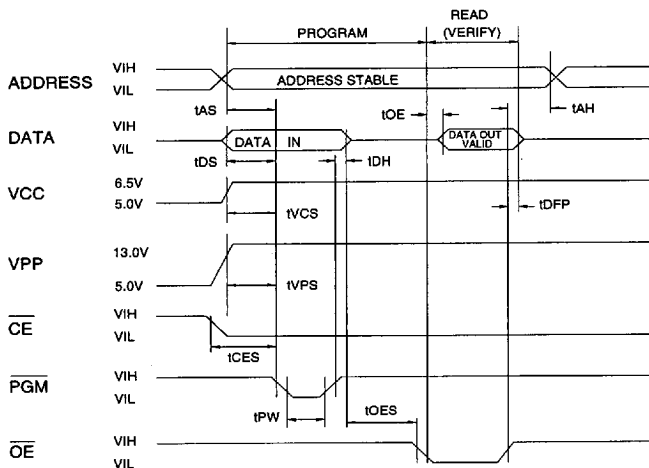 PROGRAM
READ
(VERIFY)
ADDRESS
VIH
VIL
ADDRESS STABLE
tAS
tOE
tAH
DATA
VIH
VIL
DATA IN
DATA OUT
VALID
tDS
tDH
tDFP
VCC
6.5V
5.0V
tVCS
VPP
13.0V
5.0V
tVPS
CE
VIH
VIL
tCES
PGM
VIH
VIL
tPW
tOES
OE
VIH
VIL